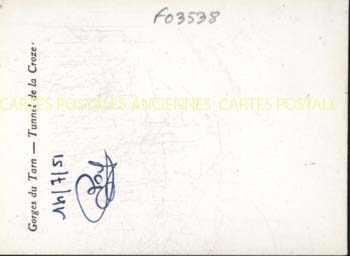 F03538
CARTES POSTALES ANCIENNES CARTES POSTALE
Gorges du Tarn — Tunnel de la Croze.
14/7/51